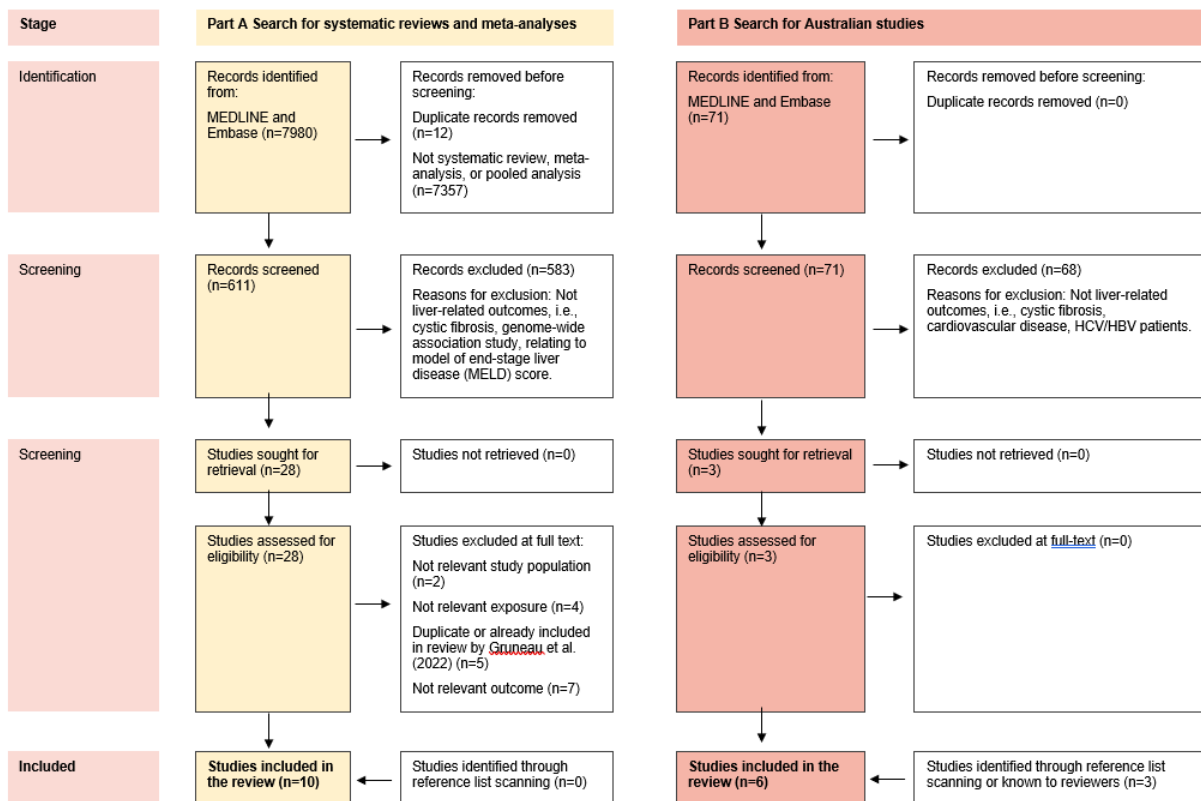 Stage
Part A Search for systematic reviews and meta-analyses
Part B Search for Australian studies
Identification
Records identified
from:
MEDLINE and
Embase (n=7980)
Records removed before
screening:
Duplicate records removed
(n=12)
Not systematic review, meta-
analysis, or pooled analysis
(n=7357)
Records identified from:
MEDLINE and Embase
(n=71)
Records removed before screening:
Duplicate records removed (n=0)
Screening
Records screened
(n=611)
Records excluded (n=583)
Reasons for exclusion: Not
liver-related outcomes, i.e.,
cystic fibrosis, genome-wide
association study, relating to
model of end-stage liver
disease (MELD) score.
Records screened (n=71)
Records excluded (n=68)
Reasons for exclusion: Not liver-related
outcomes, i.e., cystic fibrosis,
cardiovascular disease, HCV/HBV patients.
Screening
Studies sought for
retrieval (n=28)
Studies not retrieved (n=0)
Studies sought for retrieval
(n=3)
Studies not retrieved (n=0)
Studies assessed for
eligibility (n=28)
Studies excluded at full text:
Not relevant study population
(n=2)
Not relevant exposure (n=4)
Duplicate or already included
in review by Gruneau et al.
(2022) (n=5)
Not relevant outcome (n=7)
Studies assessed for
eligibility (n=3)
Studies excluded at full-text (n=0)
Included
Studies included in
the review (n=10)
Studies identified through
reference list scanning (n=0)
Studies included in the
review (n=6)
Studies identified through reference list
scanning or known to reviewers (n=3)